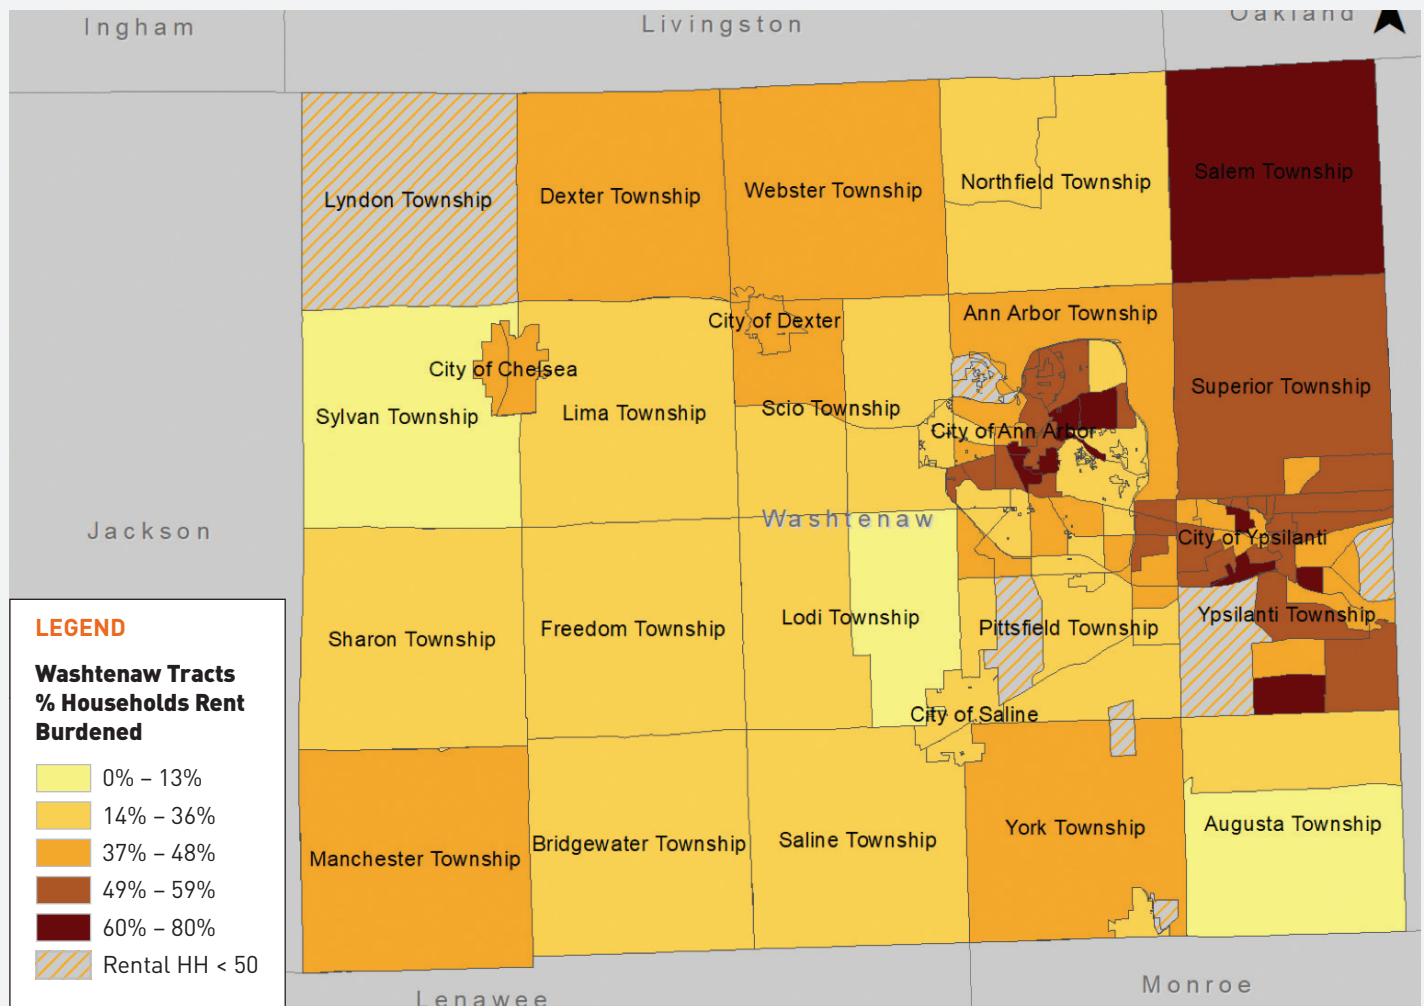 Ingham
Livingston
Oakland
Lyndon Township
Dexter Township
Webster Township
Northfield Township
Salem Township
City of Dexter
Ann Arbor Township
City of Chelsea
Superior Township
Sylvan Township
Lima Township
Scio Township
City of Ann Arbor
Jackson
Washtenaw
City of Ypsilanti
Sharon Township
Freedom Township
Lodi Township
Pittsfield Township
Ypsilanti Township
City of Saline
Manchester Township
Bridgewater Township
Saline Township
York Township
Augusta Township
Lenawee
Monroe
LEGEND
Washtenaw Tracts
% Households Rent
Burdened
0% – 13%
14% – 36%
37% – 48%
49% – 59%
60% – 80%
Rental HH < 50